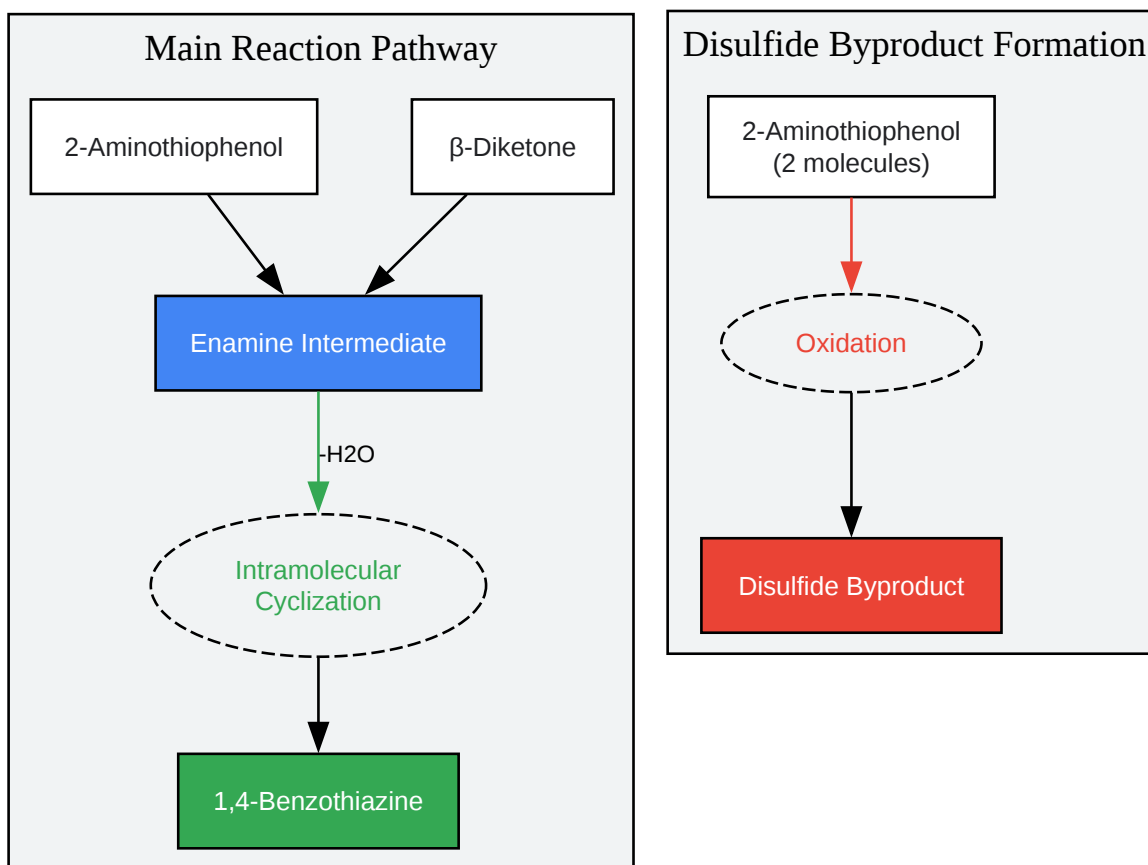 Main Reaction Pathway
2-Aminothiophenol
β-Diketone
Enamine Intermediate
-H2O
Intramolecular
Cyclization
1,4-Benzothiazine
Disulfide Byproduct Formation
2-Aminothiophenol
(2 molecules)
Oxidation
Disulfide Byproduct